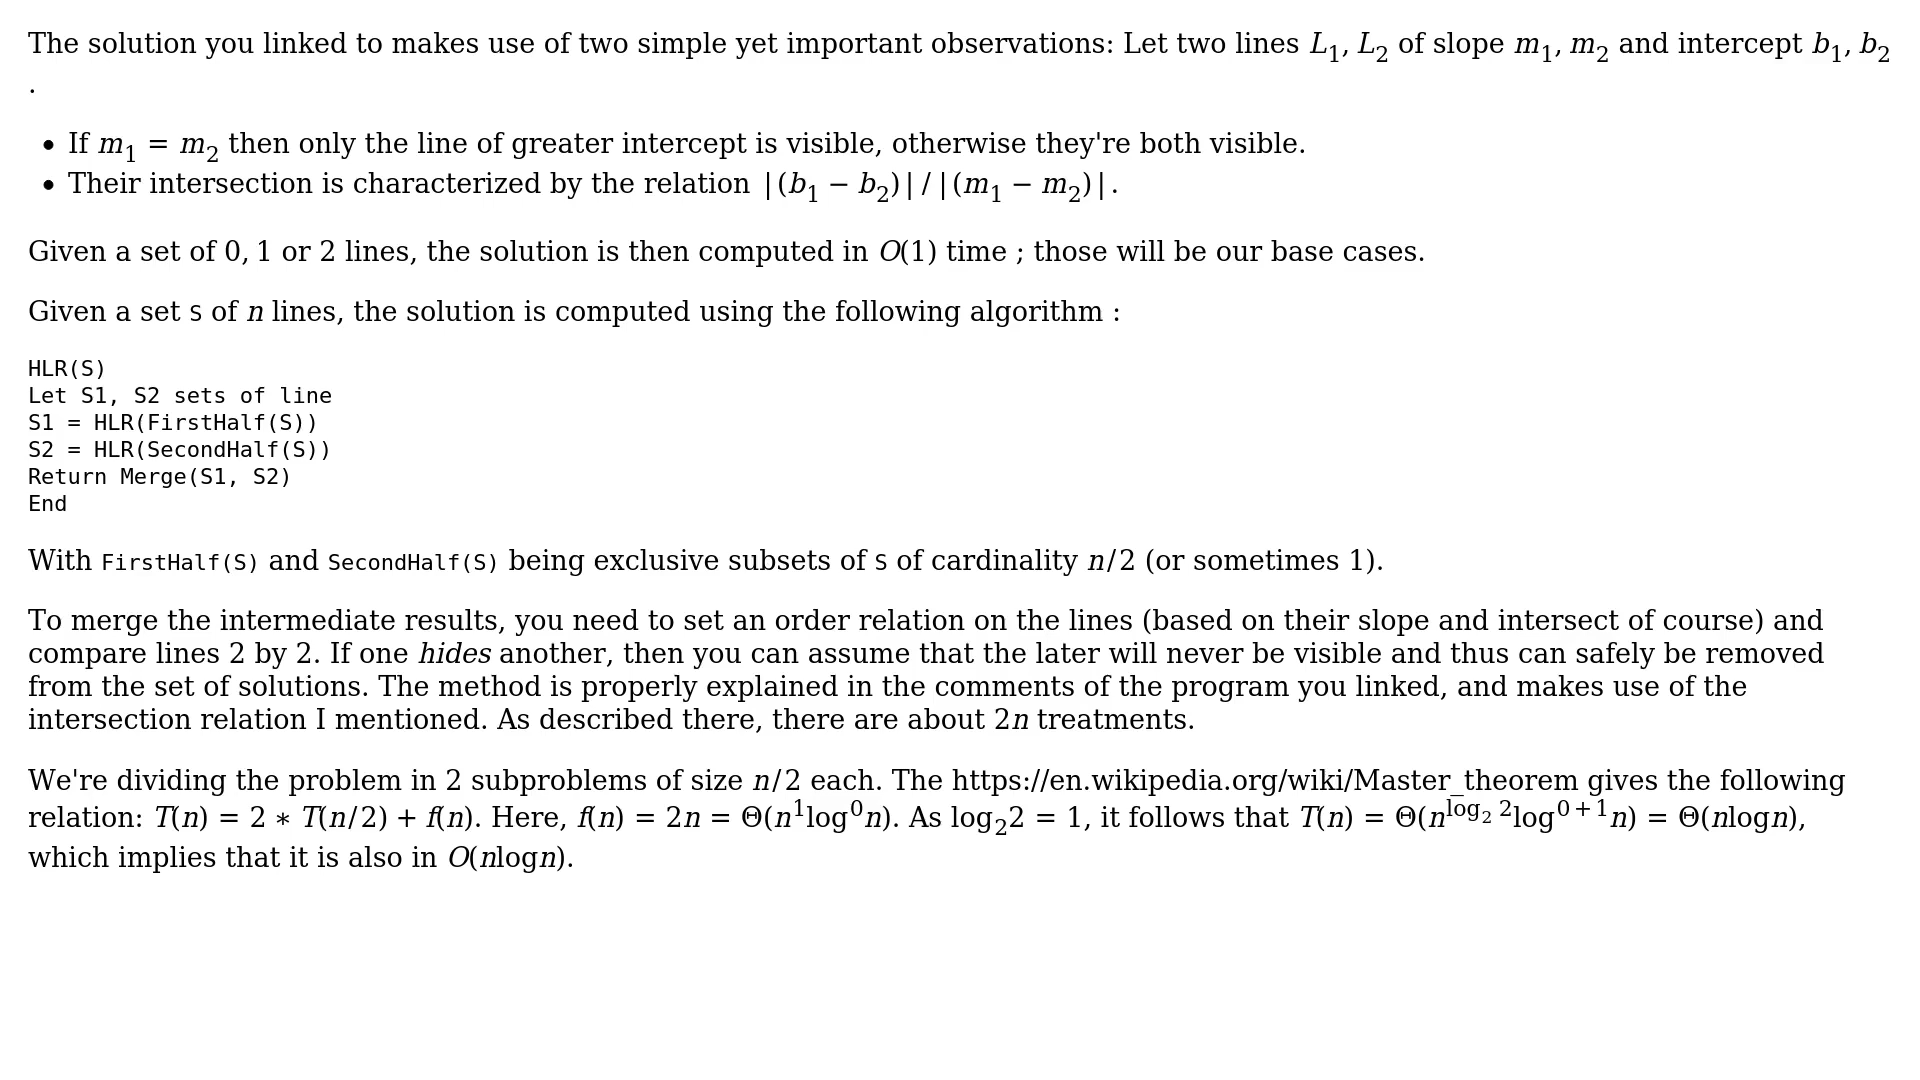 The solution you linked to makes use of two simple yet important observations: Let two lines L₁, L₂ of slope m₁, m₂ and intercept b₁, b₂
.
• If m₁ = m₂ then only the line of greater intercept is visible, otherwise they're both visible.
• Their intersection is characterized by the relation |(b₁ − b₂)|/|(m₁ − m₂)|.
Given a set of 0, 1 or 2 lines, the solution is then computed in O(1) time ; those will be our base cases.
Given a set S of n lines, the solution is computed using the following algorithm :
HLR(S)
Let S1, S2 sets of line
S1 = HLR(FirstHalf(S))
S2 = HLR(SecondHalf(S))
Return Merge(S1, S2)
End
With FirstHalf(S) and SecondHalf(S) being exclusive subsets of S of cardinality n/2 (or sometimes 1).
To merge the intermediate results, you need to set an order relation on the lines (based on their slope and intersect of course) and
compare lines 2 by 2. If one hides another, then you can assume that the later will never be visible and thus can safely be removed
from the set of solutions. The method is properly explained in the comments of the program you linked, and makes use of the
intersection relation I mentioned. As described there, there are about 2n treatments.
We're dividing the problem in 2 subproblems of size n/2 each. The https://en.wikipedia.org/wiki/Master_theorem gives the following
relation: T(n) = 2 ∗ T(n/2) + f(n). Here, f(n) = 2n = Θ(n¹log⁰n). As log₂2 = 1, it follows that T(n) = Θ(n^{log₂ 2}log^{0+1}n) = Θ(nlogn),
which implies that it is also in O(nlogn).